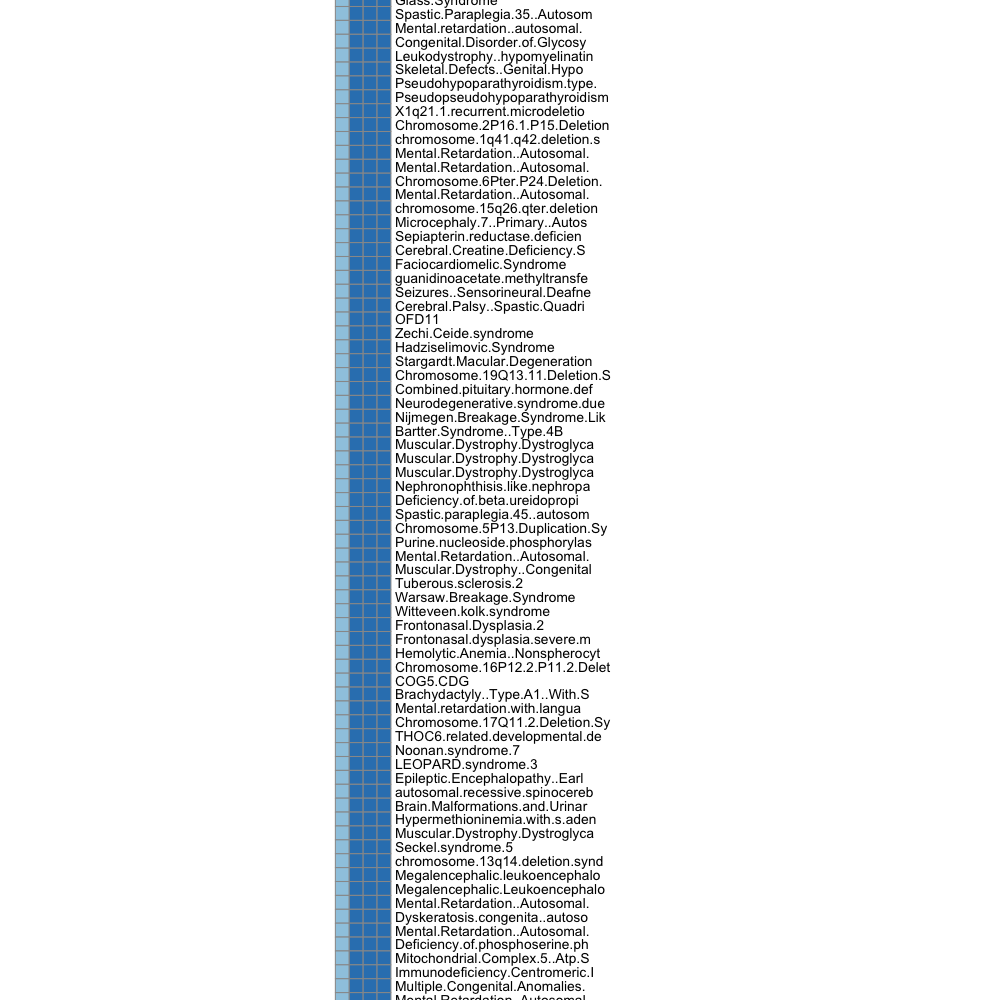 Glass.Syndrome
Spastic.Paraplegia.35..Autosom
Mental.retardation..autosomal.
Congenital.Disorder.of.Glycosy
Leukodystrophy..hypomyelinatin
Skeletal.Defects..Genital.Hypo
Pseudohypoparathyroidism.type.
Pseudopseudohypoparathyroidism
X1q21.1.recurrent.microdeletio
Chromosome.2P16.1.P15.Deletion
chromosome.1q41.q42.deletion.s
Mental.Retardation..Autosomal.
Mental.Retardation..Autosomal.
Chromosome.6Pter.P24.Deletion.
Mental.Retardation..Autosomal.
chromosome.15q26.qter.deletion
Microcephaly.7..Primary..Autos
Sepiapterin.reductase.deficien
Cerebral.Creatine.Deficiency.S
Faciocardiomelic.Syndrome
guanidinoacetate.methyltransfe
Seizures..Sensorineural.Deafne
Cerebral.Palsy..Spastic.Quadri
OFD11
Zechi.Ceide.syndrome
Hadziselimovic.Syndrome
Stargardt.Macular.Degeneration
Chromosome.19Q13.11.Deletion.S
Combined.pituitary.hormone.def
Neurodegenerative.syndrome.due
Nijmegen.Breakage.Syndrome.Lik
Bartter.Syndrome..Type.4B
Muscular.Dystrophy.Dystroglyca
Muscular.Dystrophy.Dystroglyca
Muscular.Dystrophy.Dystroglyca
Nephronophthisis.like.nephropa
Deficiency.of.beta.ureidopropi
Spastic.paraplegia.45..autosom
Chromosome.5P13.Duplication.Sy
Purine.nucleoside.phosphorylas
Mental.Retardation..Autosomal.
Muscular.Dystrophy..Congenital
Tuberous.sclerosis.2
Warsaw.Breakage.Syndrome
Witteveen.kolk.syndrome
Frontonasal.Dysplasia.2
Frontonasal.dysplasia.severe.m
Hemolytic.Anemia..Nonspherocyt
Chromosome.16P12.2.P11.2.Delet
COG5.CDG
Brachydactyly..Type.A1..With.S
Mental.retardation.with.langua
Chromosome.17Q11.2.Deletion.Sy
THOC6.related.developmental.de
Noonan.syndrome.7
LEOPARD.syndrome.3
Epileptic.Encephalopathy..Earl
autosomal.recessive.spinocereb
Brain.Malformations.and.Urinar
Hypermethioninemia.with.s.aden
Muscular.Dystrophy.Dystroglyca
Seckel.syndrome.5
chromosome.13q14.deletion.synd
Megalencephalic.leukoencephalo
Megalencephalic.Leukoencephalo
Mental.Retardation..Autosomal.
Dyskeratosis.congenita..autoso
Mental.Retardation..Autosomal.
Deficiency.of.phosphoserine.ph
Mitochondrial.Complex.5..Atp.S
Immunodeficiency.Centromeric.I
Multiple.Congenital.Anomalies.
Mental.Retardation..Autosomal.